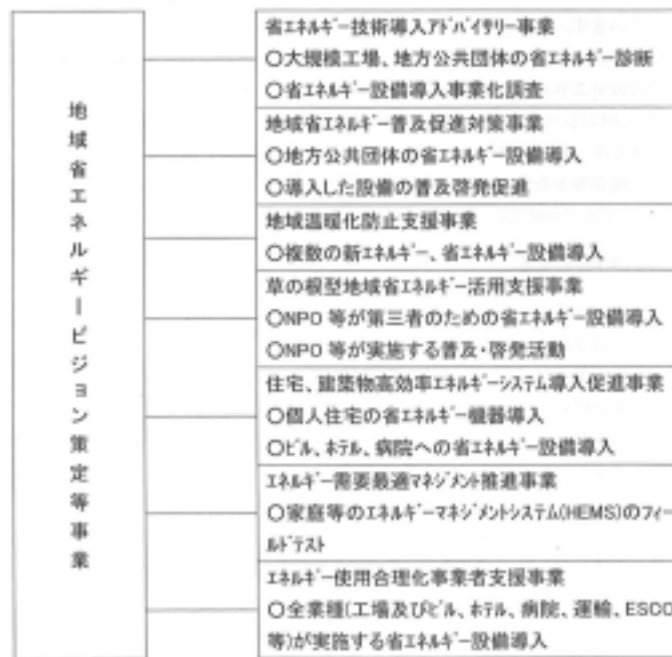 地域省エネルギービジョン策定等事業
省ｴﾈﾙｷﾞｰ技術導入ｱﾄﾞﾊﾞｲｻﾘｰ事業
〇大規模工場、地方公共団体の省ｴﾈﾙｷﾞｰ診断
〇省ｴﾈﾙｷﾞｰ設備導入事業化調査
地域省ｴﾈﾙｷﾞｰ普及促進対策事業
〇地方公共団体の省ｴﾈﾙｷﾞｰ設備導入
〇導入した設備の普及啓発促進
地域温暖化防止支援事業
〇複数の新ｴﾈﾙｷﾞｰ、省ｴﾈﾙｷﾞｰ設備導入
草の根型地域省ｴﾈﾙｷﾞｰ活用支援事業
〇NPO 等が第三者のための省ｴﾈﾙｷﾞｰ設備導入
〇NPO 等が実施する普及・啓発活動
住宅、建築物高効率ｴﾈﾙｷﾞｰｼｽﾃﾑ導入促進事業
〇個人住宅の省ｴﾈﾙｷﾞｰ機器導入
〇ﾋﾞﾙ、ﾎﾃﾙ、病院への省ｴﾈﾙｷﾞｰ設備導入
ｴﾈﾙｷﾞｰ需要最適ﾏﾈｼﾞﾒﾝﾄ推進事業
〇家庭等のｴﾈﾙｷﾞｰﾏﾈｼﾞﾒﾝﾄｼｽﾃﾑ(HEMS)のﾌｨｰ
ﾙﾄﾞﾃｽﾄ
ｴﾈﾙｷﾞｰ使用合理化事業者支援事業
〇全業種(工場及びﾋﾞﾙ、ﾎﾃﾙ、病院、運輸、ESCO
等)が実施する省ｴﾈﾙｷﾞｰ設備導入